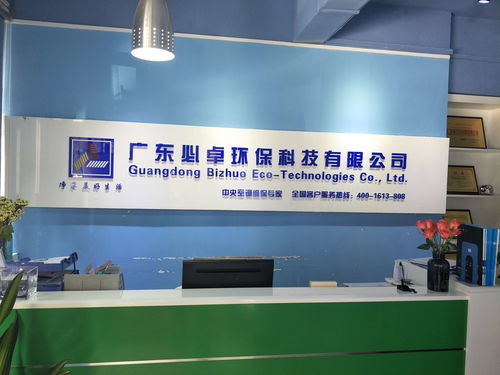 广东必卓环保科技有限公司
Guangdong Bizhuo Eco-Technologies Co., Ltd.
中央空调维保专家 全国客户服务热线：400-1613-808